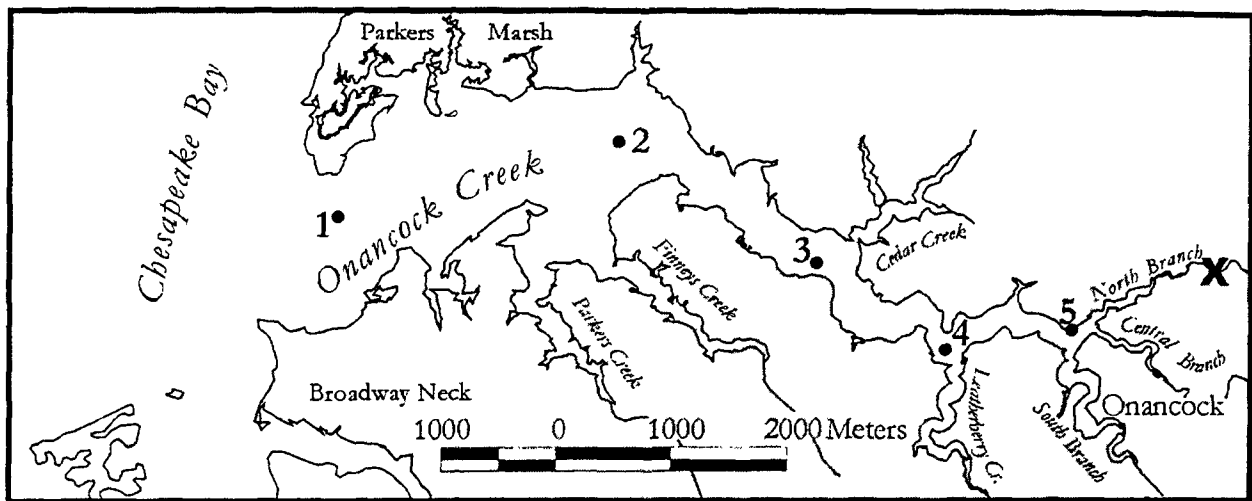 Parkers Marsh
Chesapeake Bay
2
Onancock Creek
1
3
Cedar Creek
Finneys Creek
North Branch
X
5
4
Central Branch
Parkers Creek
Broadway Neck
Leatherberry Cr.
South Branch
Onancock
1000 0 1000 2000 Meters